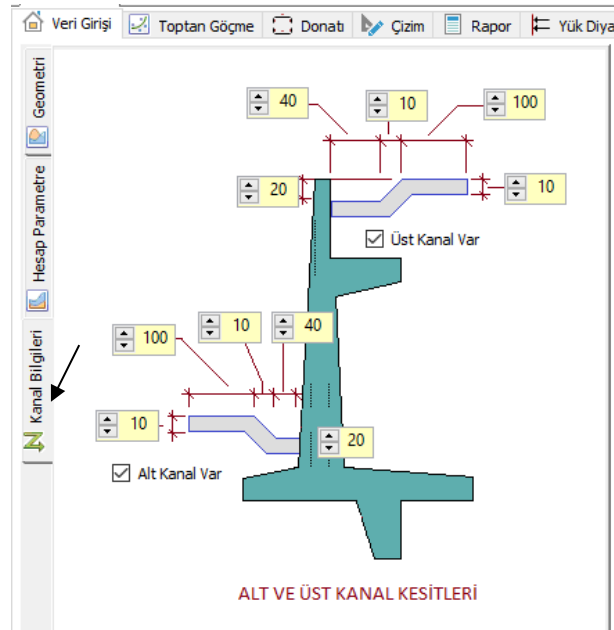 Veri Girişi Toptan Göçme Donatı Çizim Rapor Yük Diya
Geometri
Hesap Parametre
Kanal Bilgileri
40 10 100
20 10
Üst Kanal Var
100 10 40
10 20
Alt Kanal Var
ALT VE ÜST KANAL KESİTLERİ